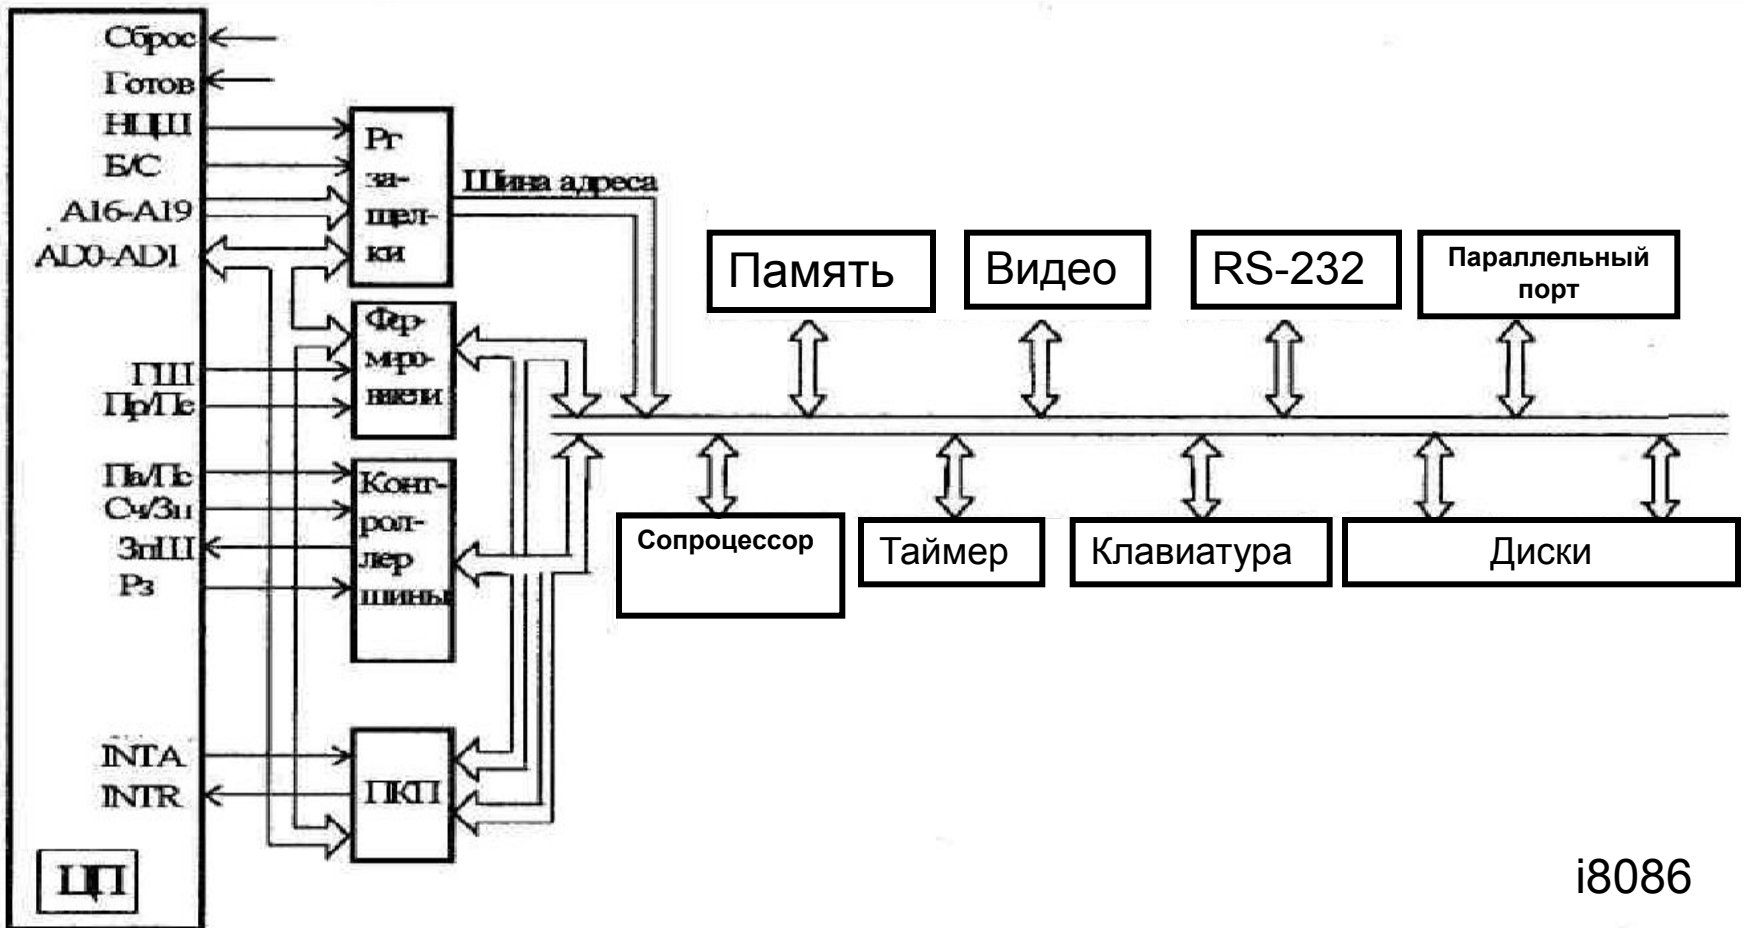 Сброс
Готов
НЦШ
Б/С
A16-A19
AD0-AD1
ПШ
Пр/Пе
Па/Пс
Сч/Зп
ЗпШ
Рз
INTA
INTR
ЦП
Рг
за-
щел-
ки
Фор-
миро-
ватели
Конт-
рол-
лер
шины
ПКП
Шина адреса
Память
Видео
RS-232
Параллельный
порт
Сопроцессор
Таймер
Клавиатура
Диски
i8086